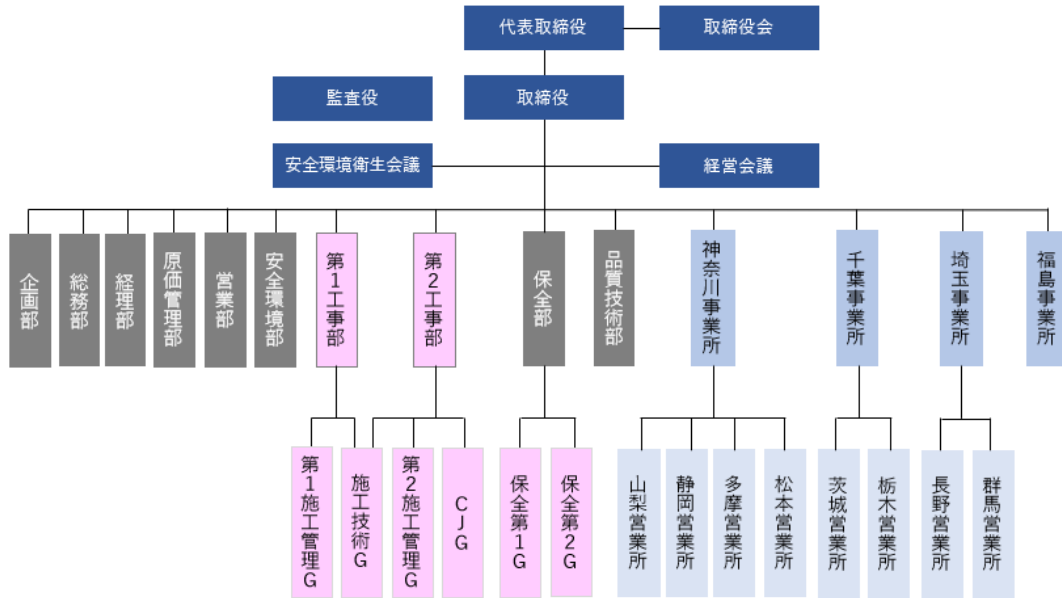 代表取締役
取締役会
監査役
取締役
安全環境衛生会議
経営会議
企画部
総務部
経理部
原価管理部
営業部
安全環境部
第1工事部
第2工事部
保全部
品質技術部
神奈川事業所
千葉事業所
埼玉事業所
福島事業所
第1施工管理G
施工技術G
第2施工管理G
CJG
保全第1G
保全第2G
山梨営業所
静岡営業所
多摩営業所
松本営業所
茨城営業所
栃木営業所
長野営業所
群馬営業所